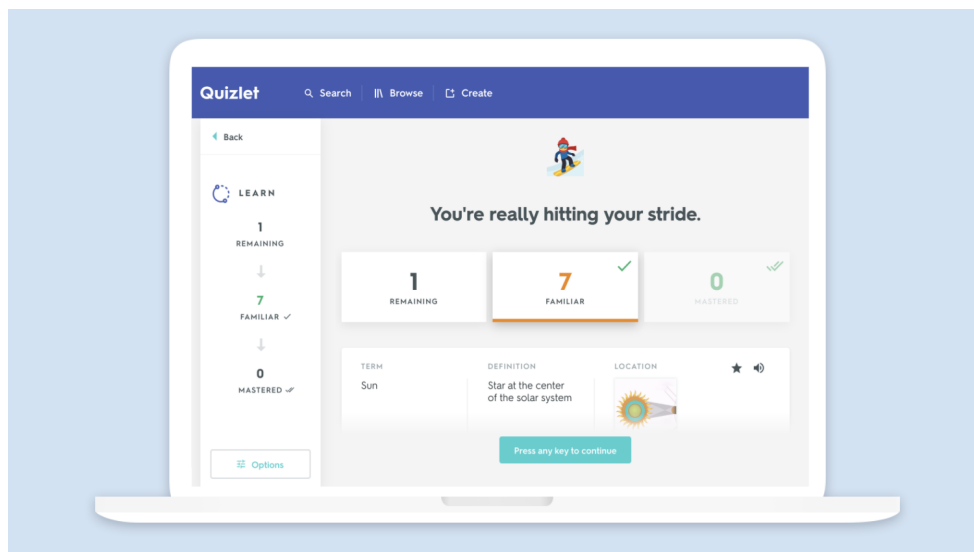 Quizlet
Search
Browse
Create
Back
LEARN
1
REMAINING
7
FAMILIAR
0
MASTERED
Options
You're really hitting your stride.
1
REMAINING
7
FAMILIAR
0
MASTERED
TERM
Sun
DEFINITION
Star at the center
of the solar system
LOCATION
Press any key to continue